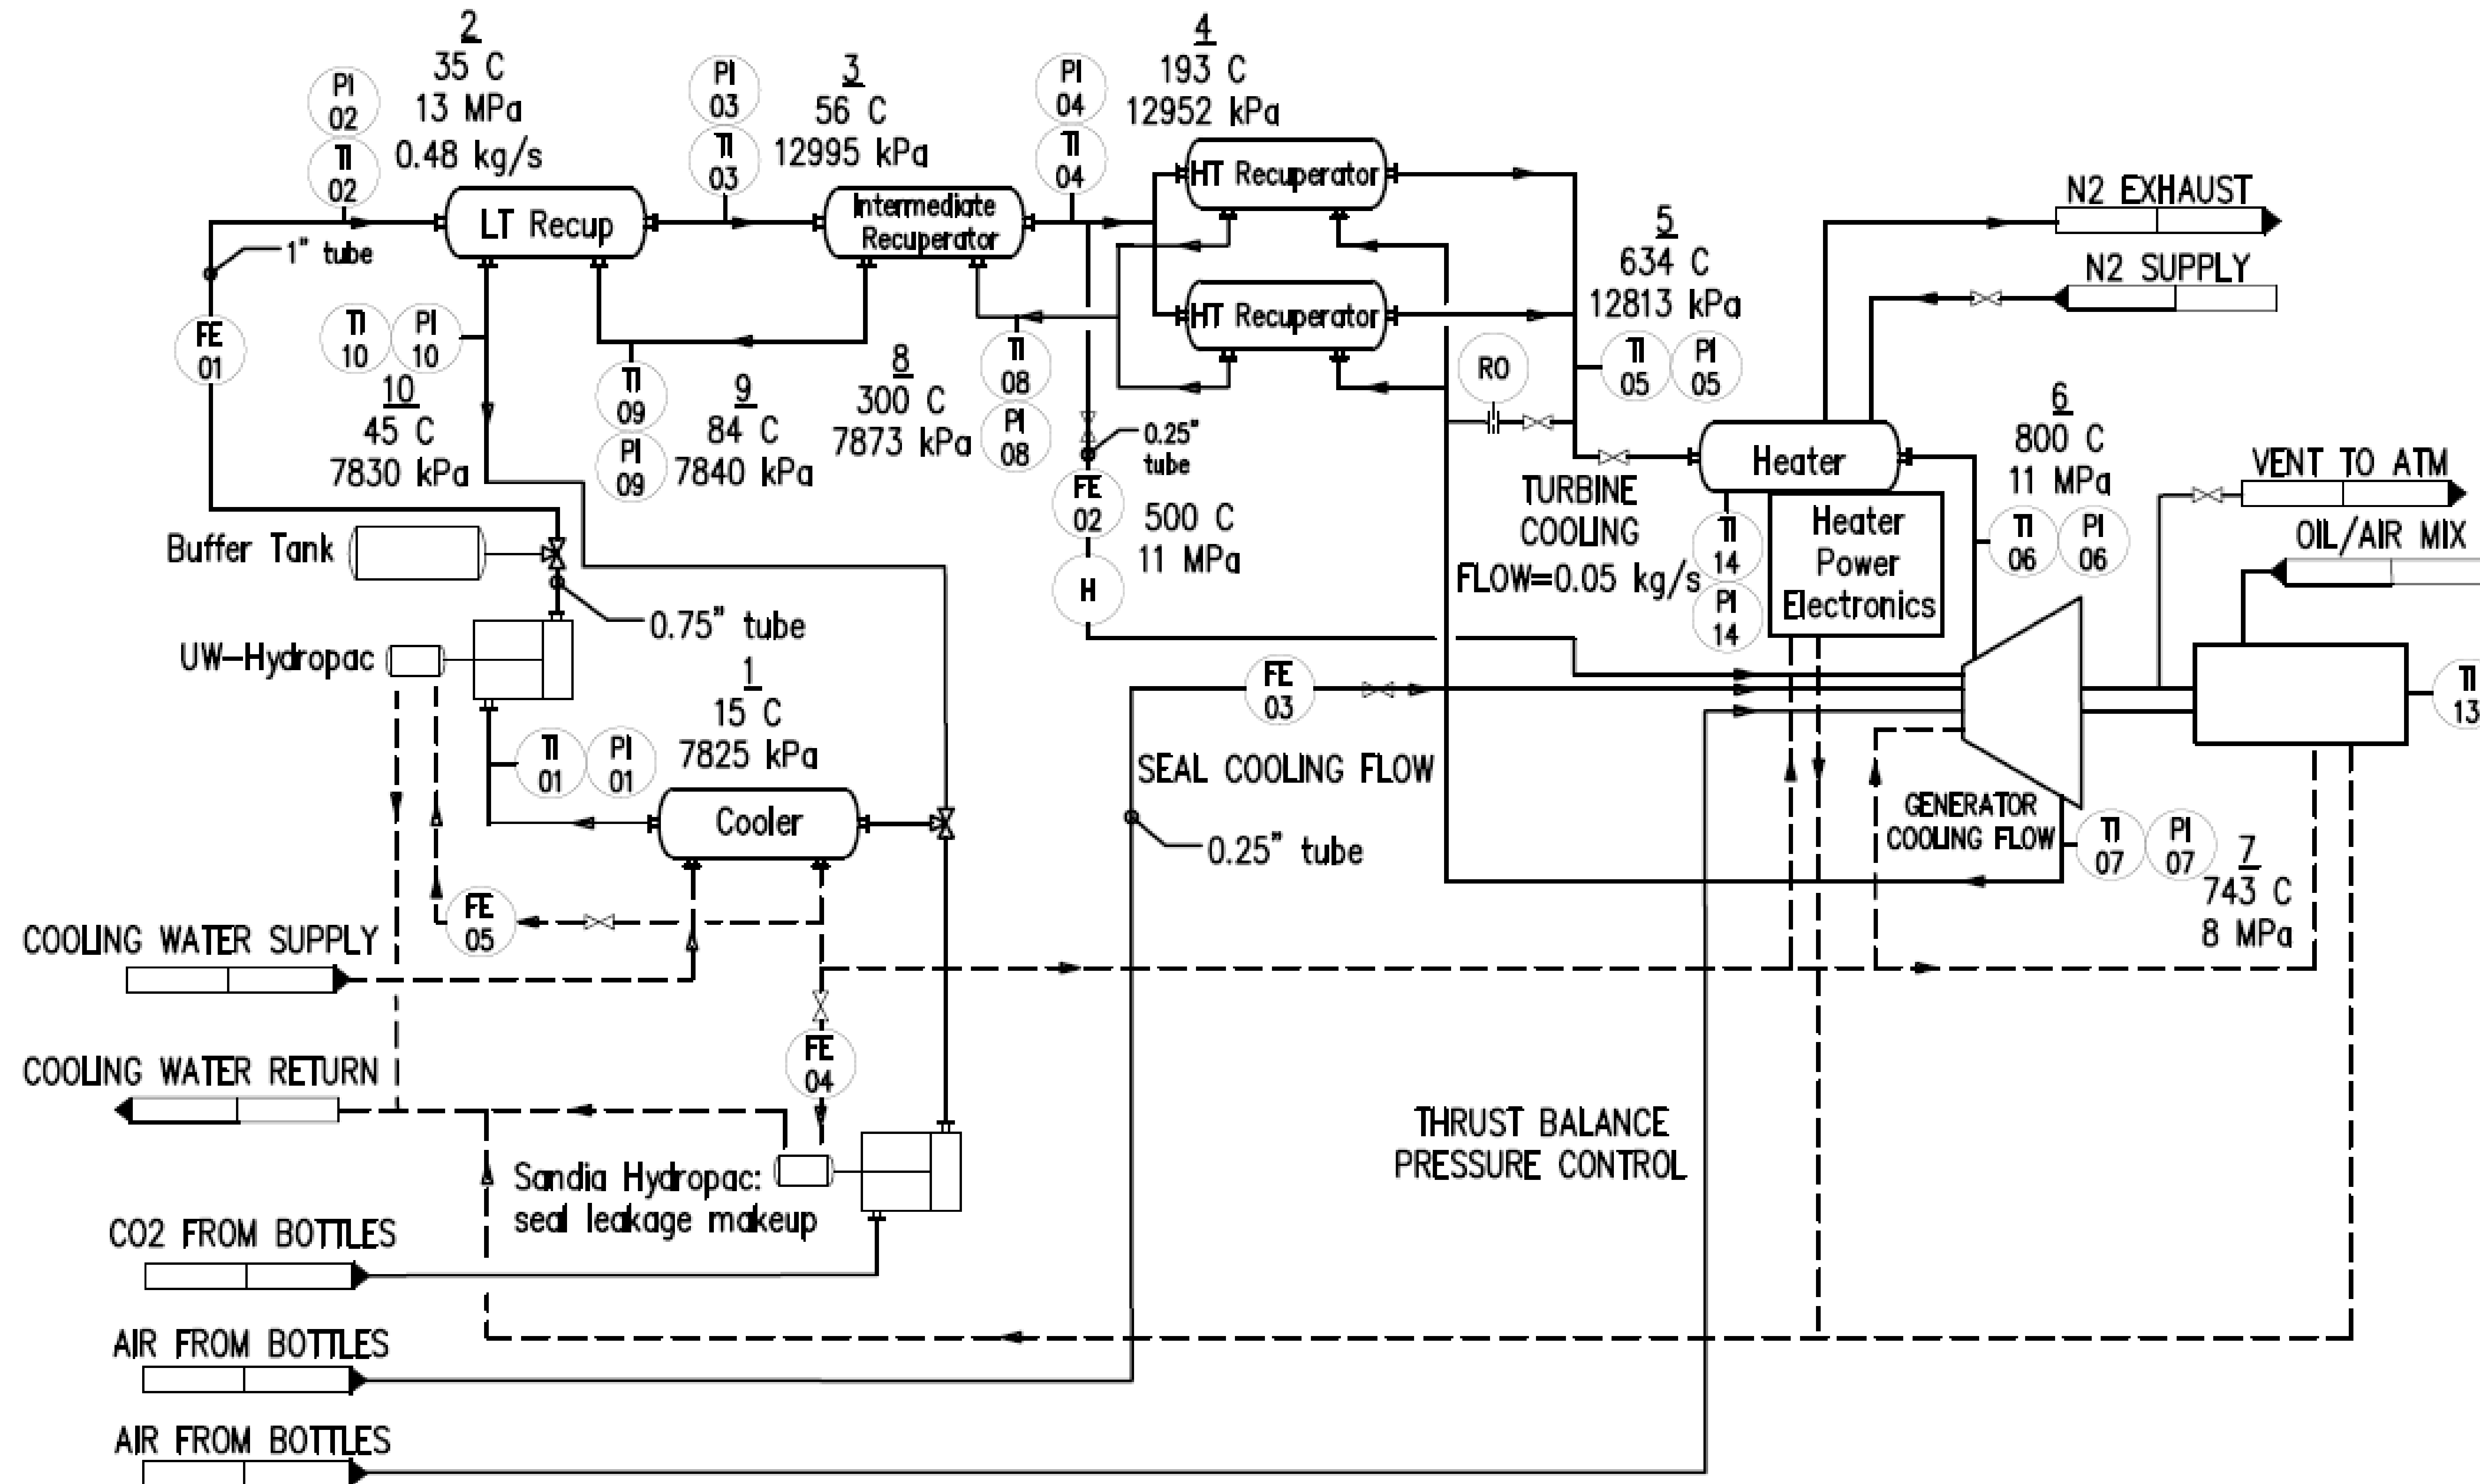 2
35 C
13 MPa
0.48 kg/s
PI
02
TI
02
LT Recup
1" tube
FE
01
PI
03
TI
03
3
56 C
12995 kPa
Intermediate
Recuperator
PI
04
TI
04
4
193 C
12952 kPa
HT Recuperator
HT Recuperator
5
634 C
12813 kPa
TI
05
PI
05
RO
N2 EXHAUST
N2 SUPPLY
TI
10
PI
10
10
45 C
7830 kPa
TI
09
PI
09
9
84 C
7840 kPa
8
300 C
7873 kPa
TI
08
PI
08
0.25"
tube
FE
02
500 C
11 MPa
H
TURBINE
COOLING
FLOW=0.05 kg/s
Heater
TI
14
PI
14
Heater
Power
Electronics
6
800 C
11 MPa
TI
06
PI
06
VENT TO ATM
OIL/AIR MIX
Buffer Tank
0.75" tube
UW-Hydropac
1
15 C
7825 kPa
TI
01
PI
01
Cooler
FE
03
SEAL COOLING FLOW
0.25" tube
TI
13
GENERATOR
COOLING FLOW
TI
07
PI
07
7
743 C
8 MPa
FE
05
COOLING WATER SUPPLY
FE
04
COOLING WATER RETURN
Sandia Hydropac:
seal leakage makeup
THRUST BALANCE
PRESSURE CONTROL
CO2 FROM BOTTLES
AIR FROM BOTTLES
AIR FROM BOTTLES